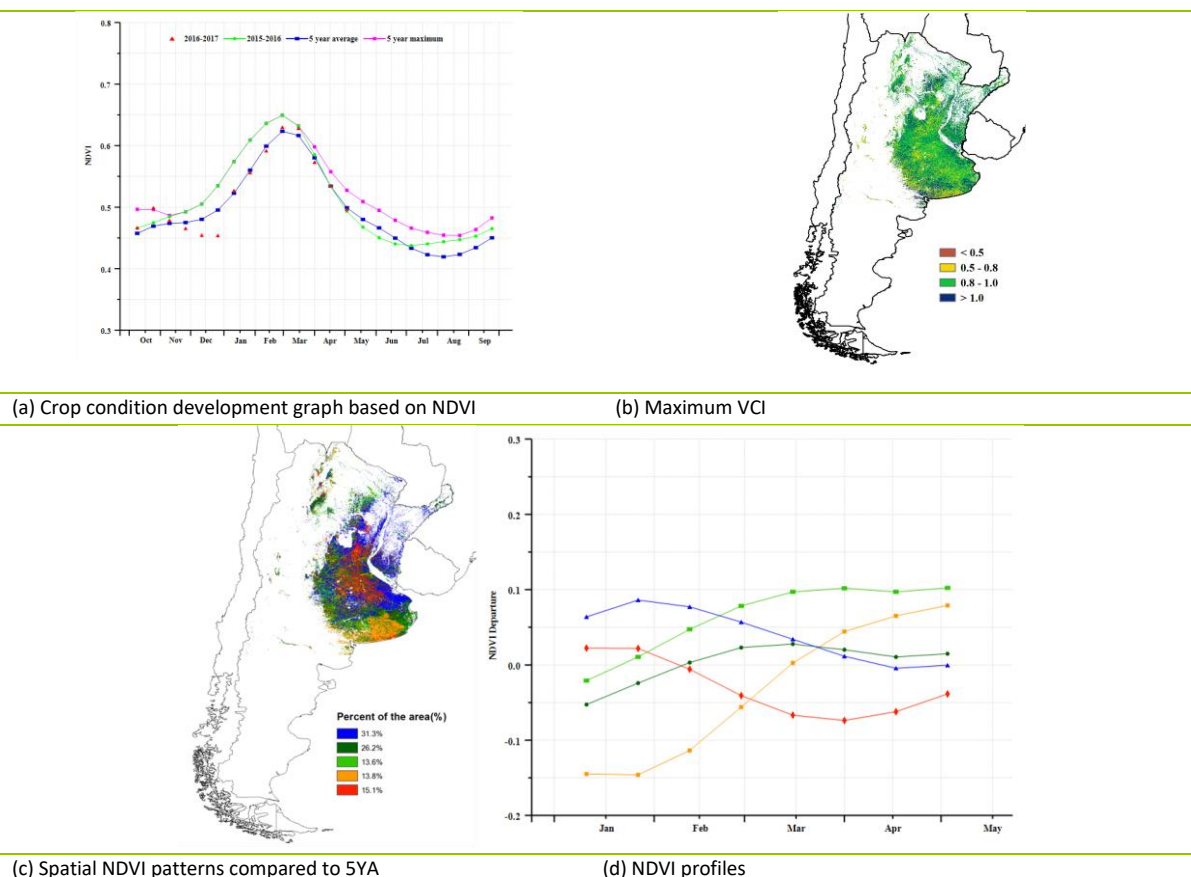 0.8
2016-2017 2015-2016 5 year average 5 year maximum
0.7
0.6
NDVI
0.5
0.4
0.3
Oct Nov Dec Jan Feb Mar Apr May Jun Jul Aug Sep
< 0.5
0.5 - 0.8
0.8 - 1.0
> 1.0
(a) Crop condition development graph based on NDVI
(b) Maximum VCI
Percent of the area(%)
31.3%
26.2%
13.6%
13.8%
15.1%
0.3
0.2
0.1
NDVI Departure
0.0
-0.1
-0.2
Jan Feb Mar Apr May
(c) Spatial NDVI patterns compared to 5YA
(d) NDVI profiles